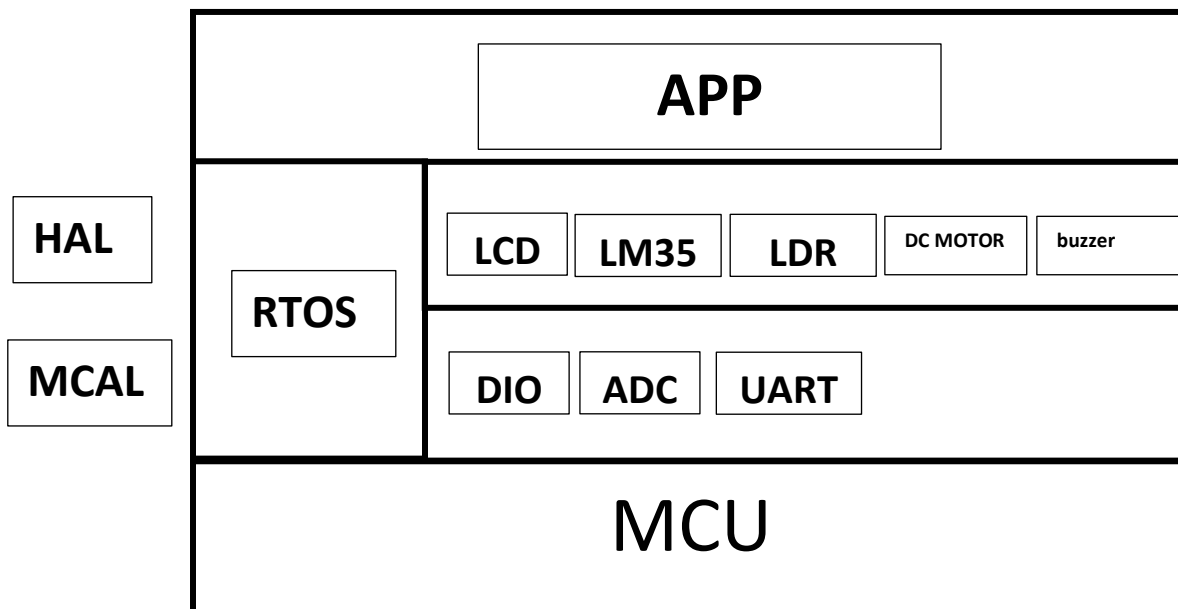 APP
HAL
LCD
LM35
LDR
DC MOTOR
buzzer
RTOS
MCAL
DIO
ADC
UART
MCU